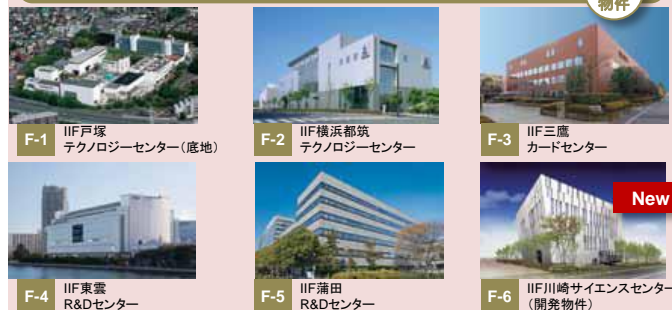 物件
F-1
IIF戸塚
テクノロジーセンター（底地）
F-2
IIF横浜都筑
テクノロジーセンター
F-3
IIF三鷹
カードセンター
New
F-4
IIF東雲
R&Dセンター
F-5
IIF蒲田
R&Dセンター
F-6
IIF川崎サイエンスセンター
（開発物件）